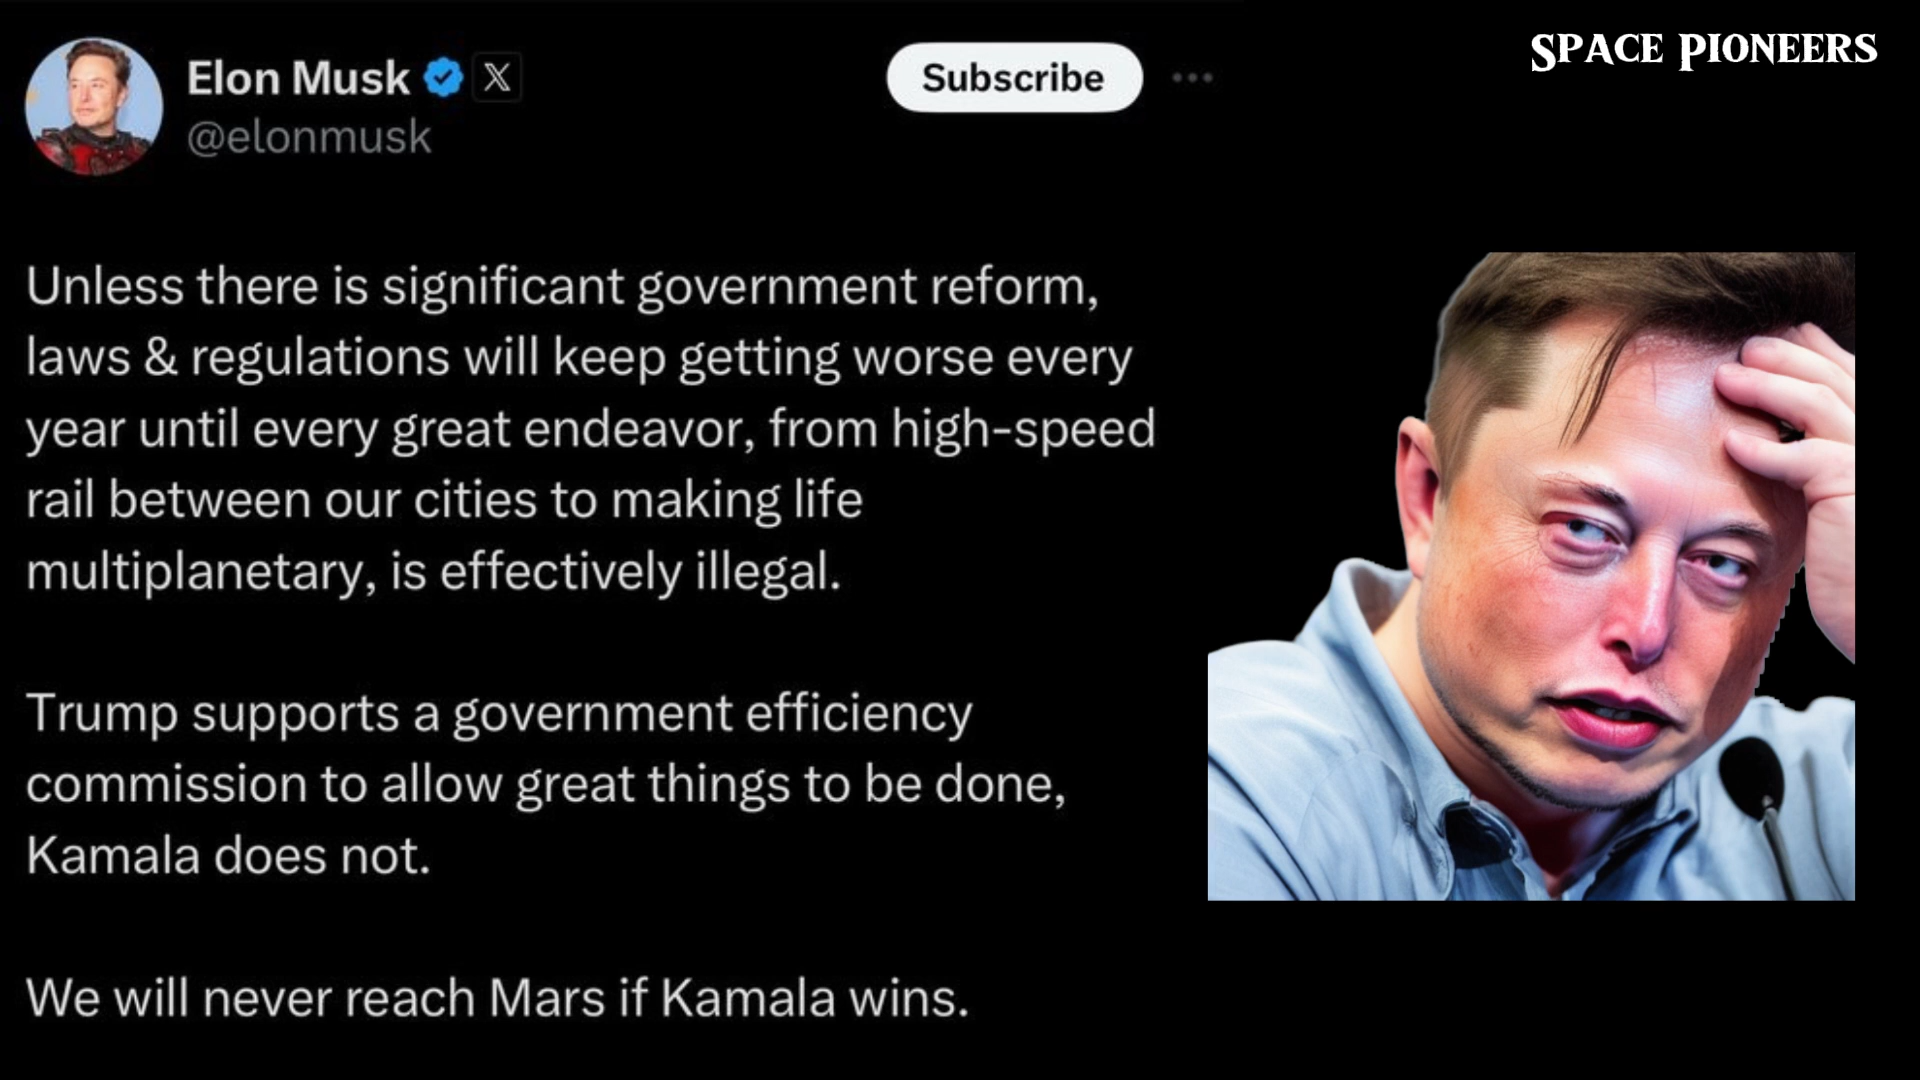 SPACE PIONEERS
Elon Musk
@elonmusk
Subscribe
Unless there is significant government reform,
laws & regulations will keep getting worse every
year until every great endeavor, from high-speed
rail between our cities to making life
multiplanetary, is effectively illegal.
Trump supports a government efficiency
commission to allow great things to be done,
Kamala does not.
We will never reach Mars if Kamala wins.